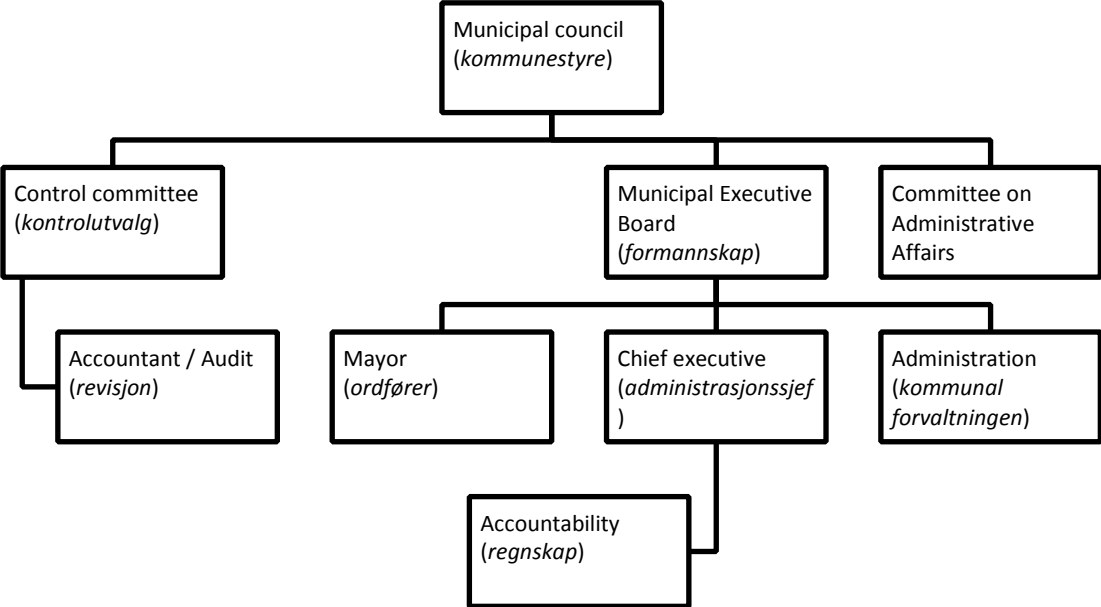 Municipal council
(kommunestyre)
Control committee
(kontrolutvalg)
Municipal Executive
Board
(formannskap)
Committee on
Administrative
Affairs
Accountant / Audit
(revisjon)
Mayor
(ordfører)
Chief executive
(administrasjonssjef
)
Administration
(kommunal
forvaltningen)
Accountability
(regnskap)